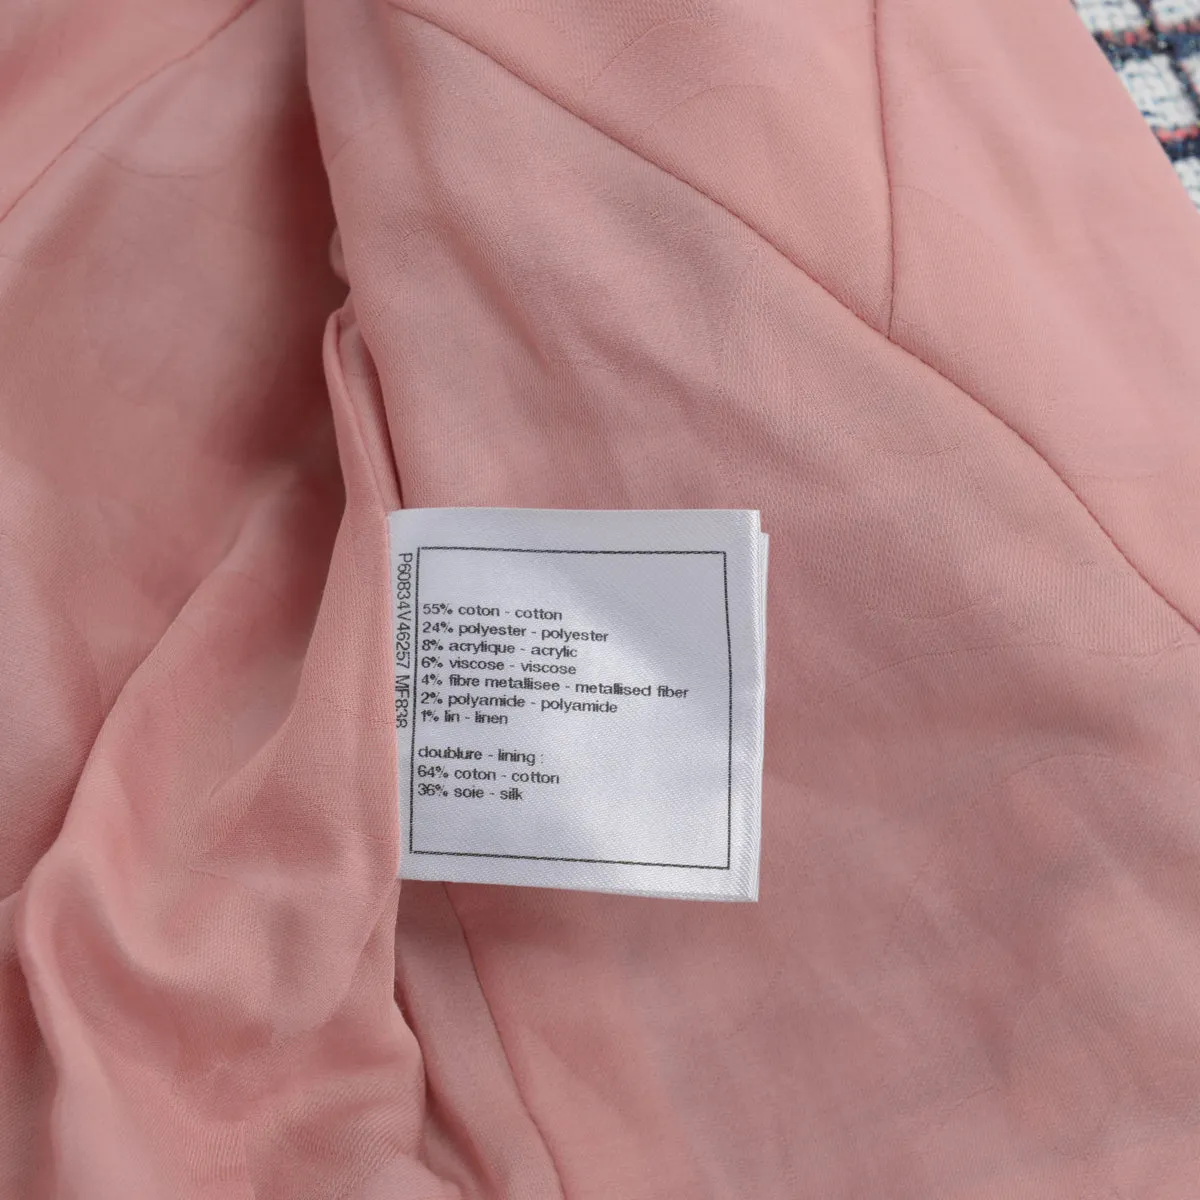 P60834V46257 MF838
55% coton - cotton
24% polyester - polyester
8% acrylique - acrylic
6% viscose - viscose
4% fibre metallisee - metallised fiber
2% polyamide - polyamide
1% lin - linen
doublure - lining :
64% coton - cotton
36% soie - silk